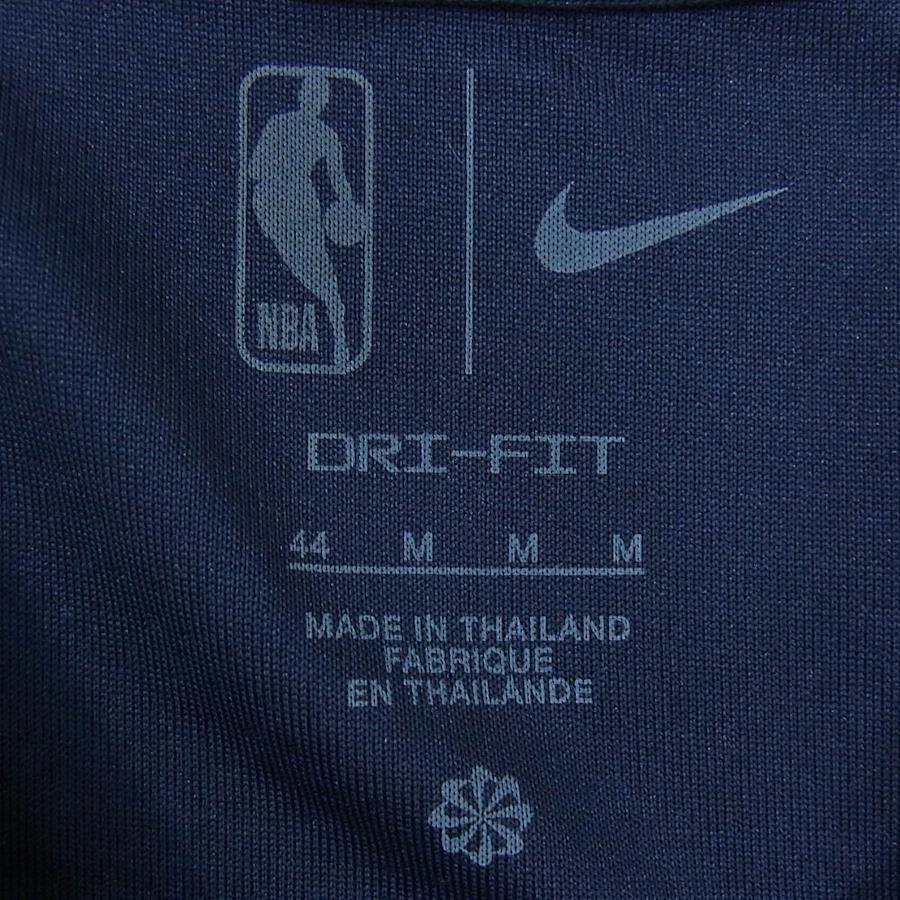 NBA
DRI-FIT
44 M M M
MADE IN THAILAND
FABRIQUE
EN THAILANDE